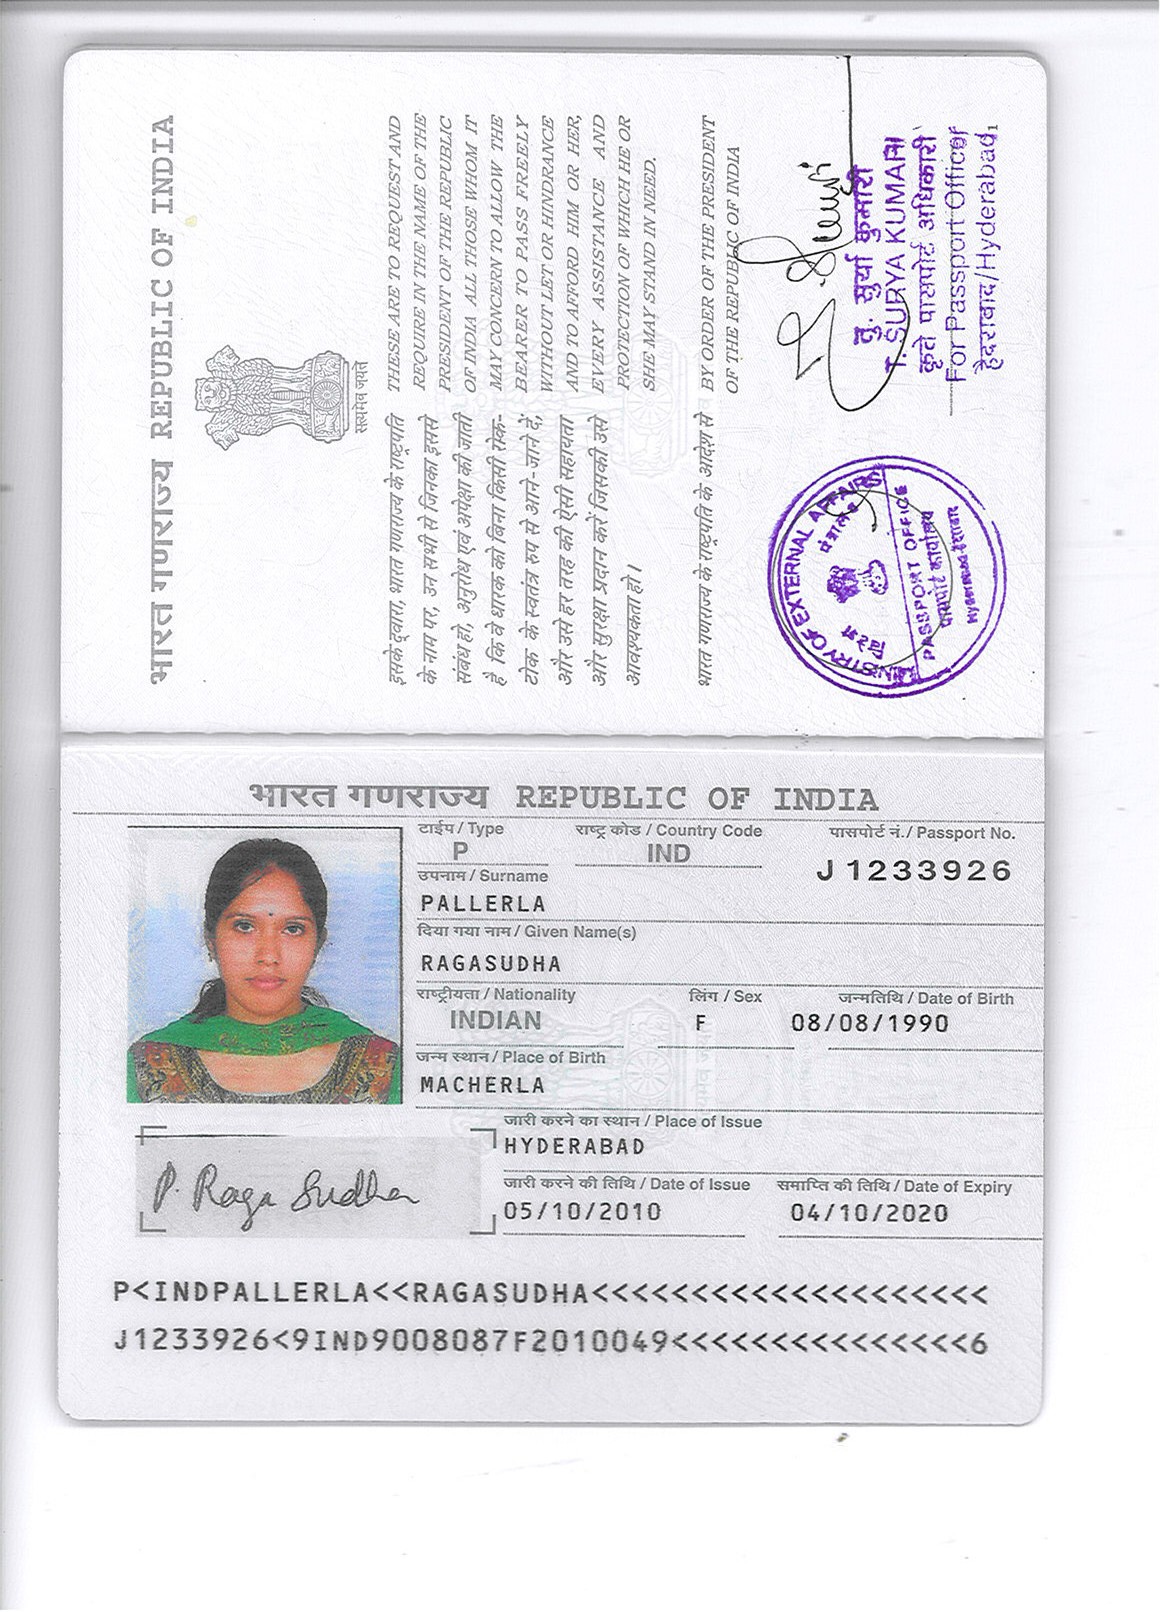 भारत गणराज्य REPUBLIC OF INDIA
सत्यमेव जयते
इसके द्वारा, भारत गणराज्य के राष्ट्रपति
के नाम पर, उन सभी से जिनका इससे
संबंध हो, अनुरोध एवं अपेक्षा की जाती
है कि वे धारक को बिना किसी रोक-
टोक के स्वतंत्र रूप से आने-जाने दें,
और उसे हर तरह की ऐसी सहायता
और सुरक्षा प्रदान करें जिसकी उसे
आवश्यकता हो।
THESE ARE TO REQUEST AND
REQUIRE IN THE NAME OF THE
PRESIDENT OF THE REPUBLIC
OF INDIA ALL THOSE WHOM IT
MAY CONCERN TO ALLOW THE
BEARER TO PASS FREELY
WITHOUT LET OR HINDRANCE
AND TO AFFORD HIM OR HER,
EVERY ASSISTANCE AND
PROTECTION OF WHICH HE OR
SHE MAY STAND IN NEED.
भारत गणराज्य के राष्ट्रपति के आदेश से
BY ORDER OF THE PRESIDENT
OF THE REPUBLIC OF INDIA
MINISTRY OF EXTERNAL AFFAIRS
विदेश
PASSPORT OFFICE
पासपोर्ट कार्यालय
तु. सूर्या कुमारी
T. SURYA KUMARI
कृते पासपोर्ट अधिकारी
For Passport Officer
हैदराबाद/Hyderabad.
भारत गणराज्य REPUBLIC OF INDIA
टाईप / Type
राष्ट्र कोड / Country Code
पासपोर्ट नं. / Passport No.
P
IND
J 1233926
उपनाम / Surname
PALLERLA
दिया गया नाम / Given Name(s)
RAGASUDHA
राष्ट्रीयता / Nationality
लिंग / Sex
जन्मतिथि / Date of Birth
INDIAN
F
08/08/1990
जन्म स्थान / Place of Birth
MACHERLA
जारी करने का स्थान / Place of Issue
HYDERABAD
जारी करने की तिथि / Date of Issue
समाप्ति की तिथि / Date of Expiry
05/10/2010
04/10/2020
P. Raga Sudha
P<INDPALLERLA<<RAGASUDHA<<<<<<<<<<<<<<<<<<<<
J1233926<9IND9008087F2010049<<<<<<<<<<<<<<<6